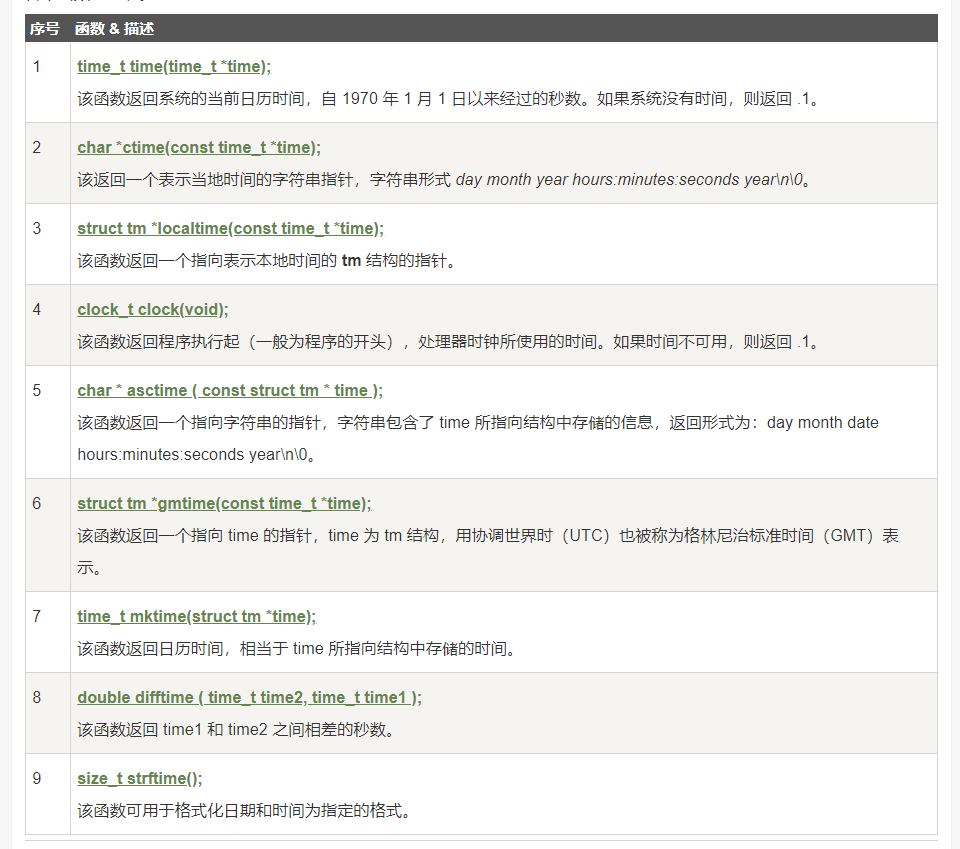 序号 函数 & 描述
1 time_t time(time_t *time);
该函数返回系统的当前日历时间，自 1970 年 1 月 1 日以来经过的秒数。如果系统没有时间，则返回 .1。
2 char *ctime(const time_t *time);
该返回一个表示当地时间的字符串指针，字符串形式 day month year hours:minutes:seconds year\n\0。
3 struct tm *localtime(const time_t *time);
该函数返回一个指向表示本地时间的 tm 结构的指针。
4 clock_t clock(void);
该函数返回程序执行起（一般为程序的开头），处理器时钟所使用的时间。如果时间不可用，则返回 .1。
5 char * asctime ( const struct tm * time );
该函数返回一个指向字符串的指针，字符串包含了 time 所指向结构中存储的信息，返回形式为：day month date
hours:minutes:seconds year\n\0。
6 struct tm *gmtime(const time_t *time);
该函数返回一个指向 time 的指针，time 为 tm 结构，用协调世界时（UTC）也被称为格林尼治标准时间（GMT）表
示。
7 time_t mktime(struct tm *time);
该函数返回日历时间，相当于 time 所指向结构中存储的时间。
8 double difftime ( time_t time2, time_t time1 );
该函数返回 time1 和 time2 之间相差的秒数。
9 size_t strftime();
该函数可用于格式化日期和时间为指定的格式。